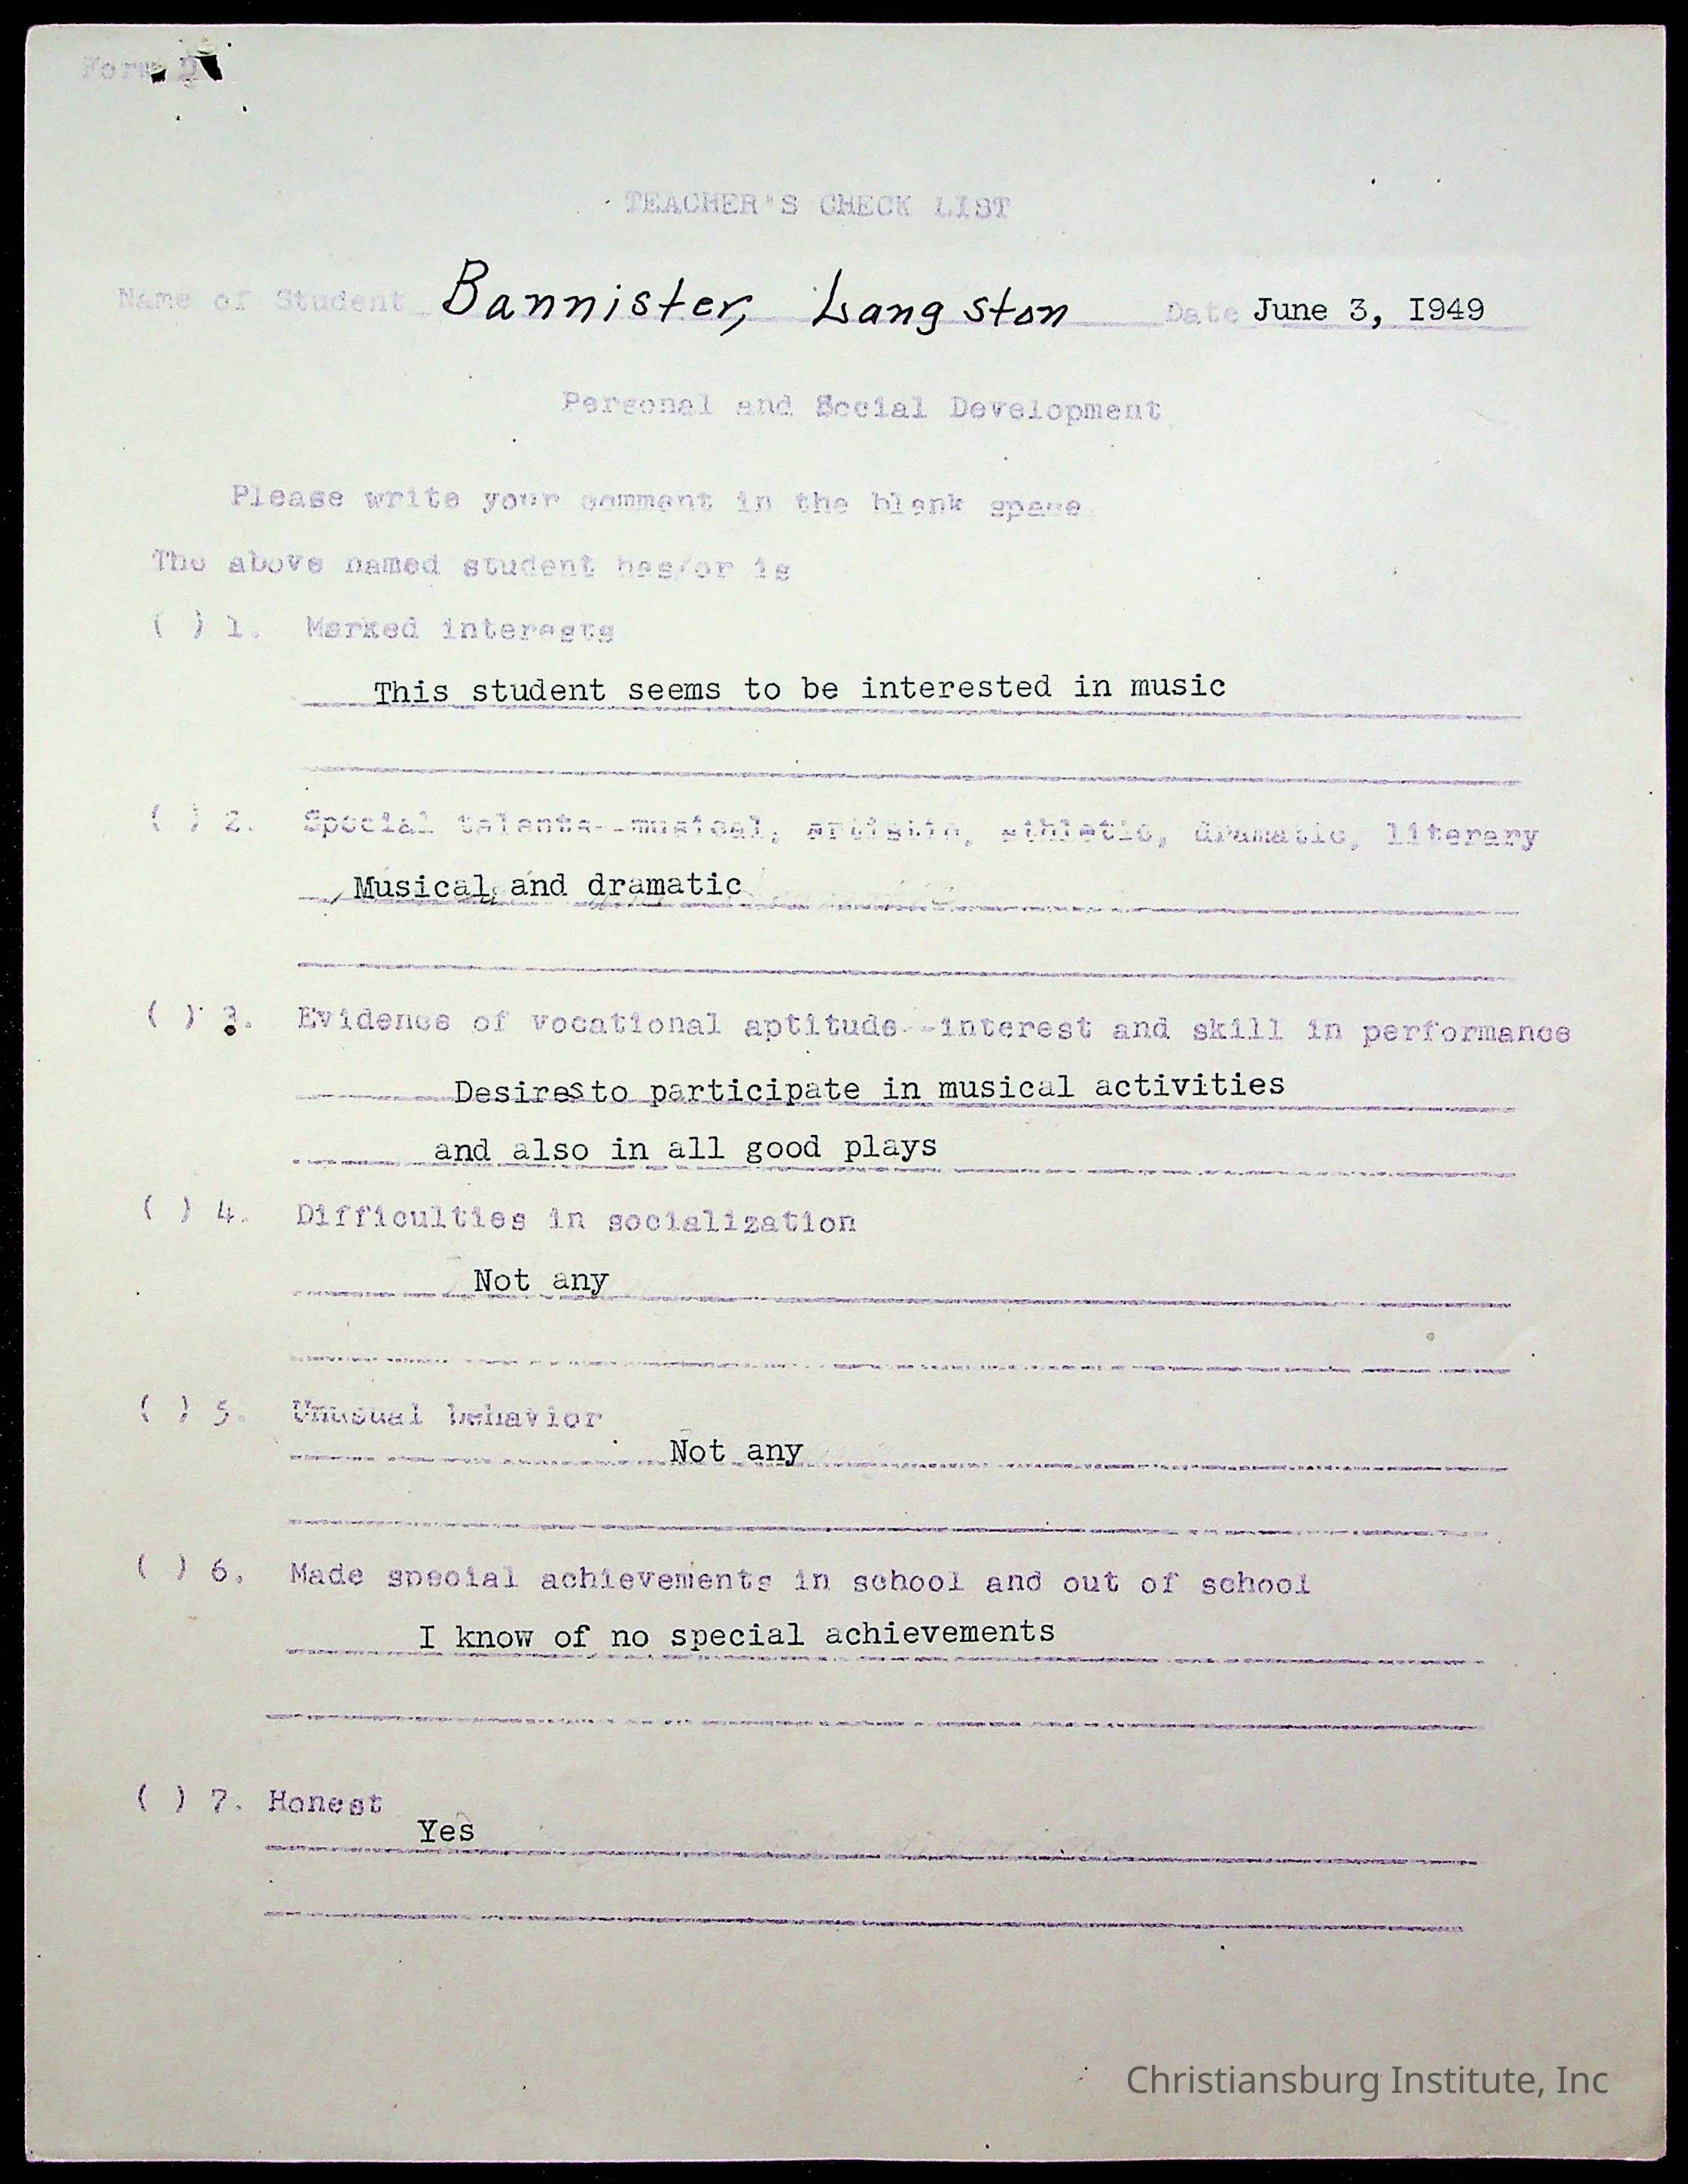 Form
TEACHER'S CHECK LIST
Name of Student Bannister, Langston Date June 3, I949
Personal and Social Development
Please write your comment in the blank space
The above named student has/or is
( ) 1. Marked interests
This student seems to be interested in music
( ) 2. Special talents--musical, artistic, athletic, dramatic, literary
Musical, and dramatic
( ) 3. Evidence of vocational aptitude--interest and skill in performance
Desires to participate in musical activities
and also in all good plays
( ) 4. Difficulties in socialization
Not any
( ) 5. Unusual behavior
Not any
( ) 6. Made special achievements in school and out of school
I know of no special achievements
( ) 7. Honest
Yes
Christiansburg Institute, Inc